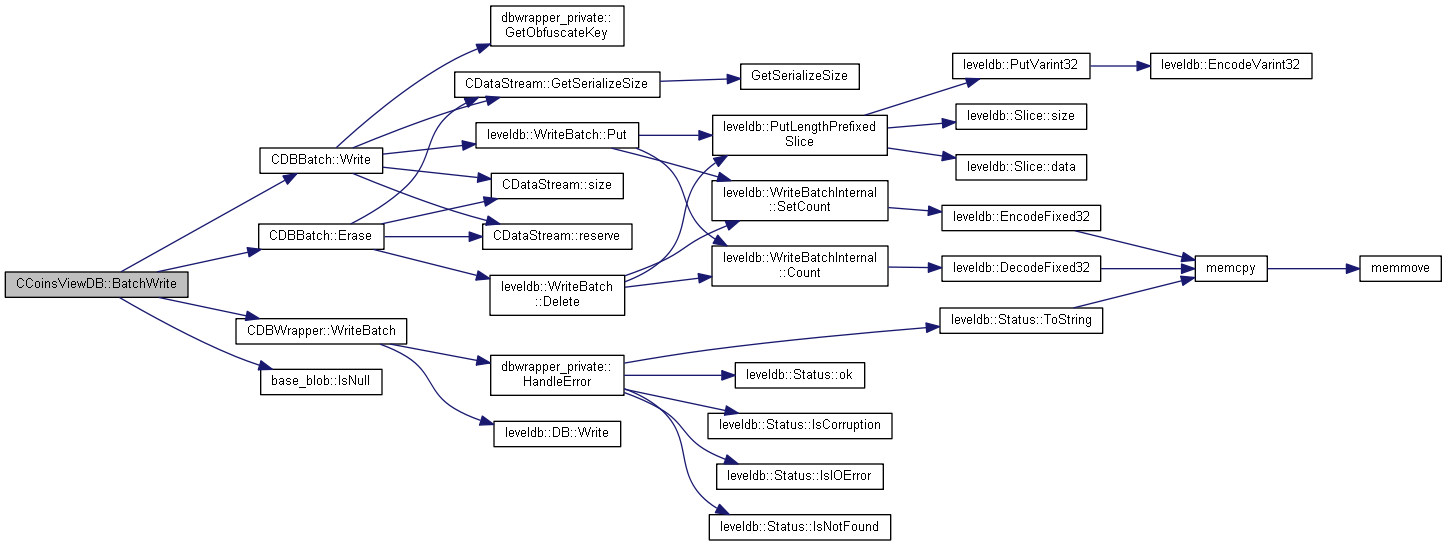 dbwrapper_private::
GetObfuscateKey
CDataStream::GetSerializeSize
GetSerializeSize
leveldb::PutVarint32
leveldb::EncodeVarint32
leveldb::WriteBatch::Put
leveldb::PutLengthPrefixed
Slice
leveldb::Slice::size
CDBBatch::Write
leveldb::Slice::data
CDataStream::size
leveldb::WriteBatchInternal
::SetCount
leveldb::EncodeFixed32
CDBBatch::Erase
CDataStream::reserve
leveldb::WriteBatchInternal
::Count
leveldb::DecodeFixed32
memcpy
memmove
CCoinsViewDB::BatchWrite
leveldb::WriteBatch
::Delete
CDBWrapper::WriteBatch
leveldb::Status::ToString
base_blob::IsNull
dbwrapper_private::
HandleError
leveldb::Status::ok
leveldb::DB::Write
leveldb::Status::IsCorruption
leveldb::Status::IsIOError
leveldb::Status::IsNotFound